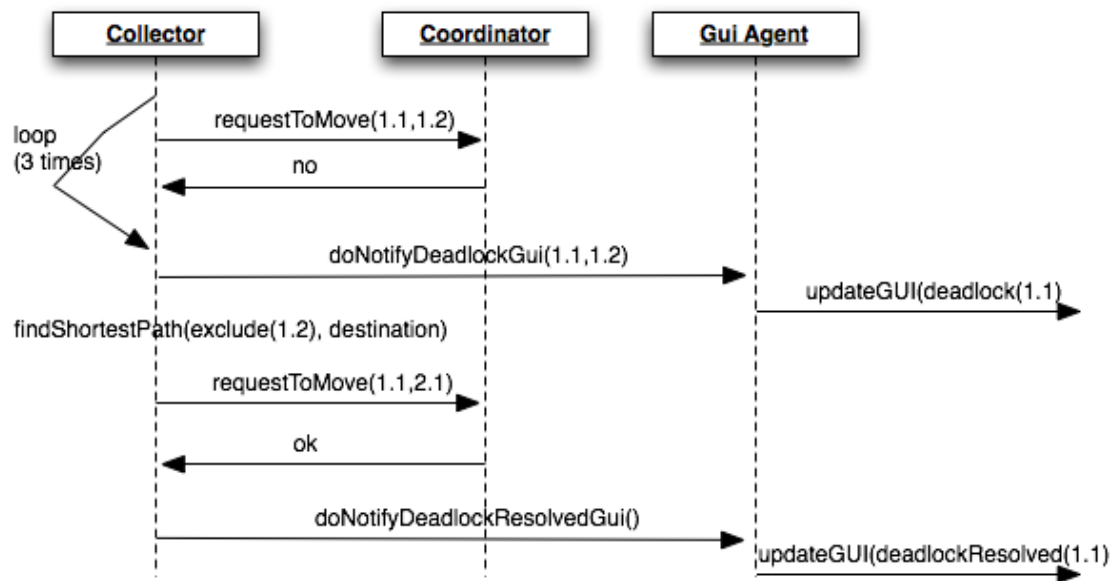 Collector
Coordinator
Gui Agent
requestToMove(1.1,1.2)
loop
(3 times)
no
doNotifyDeadlockGui(1.1,1.2)
updateGUI(deadlock(1.1)
findShortestPath(exclude(1.2), destination)
requestToMove(1.1,2.1)
ok
doNotifyDeadlockResolvedGui()
updateGUI(deadlockResolved(1.1)